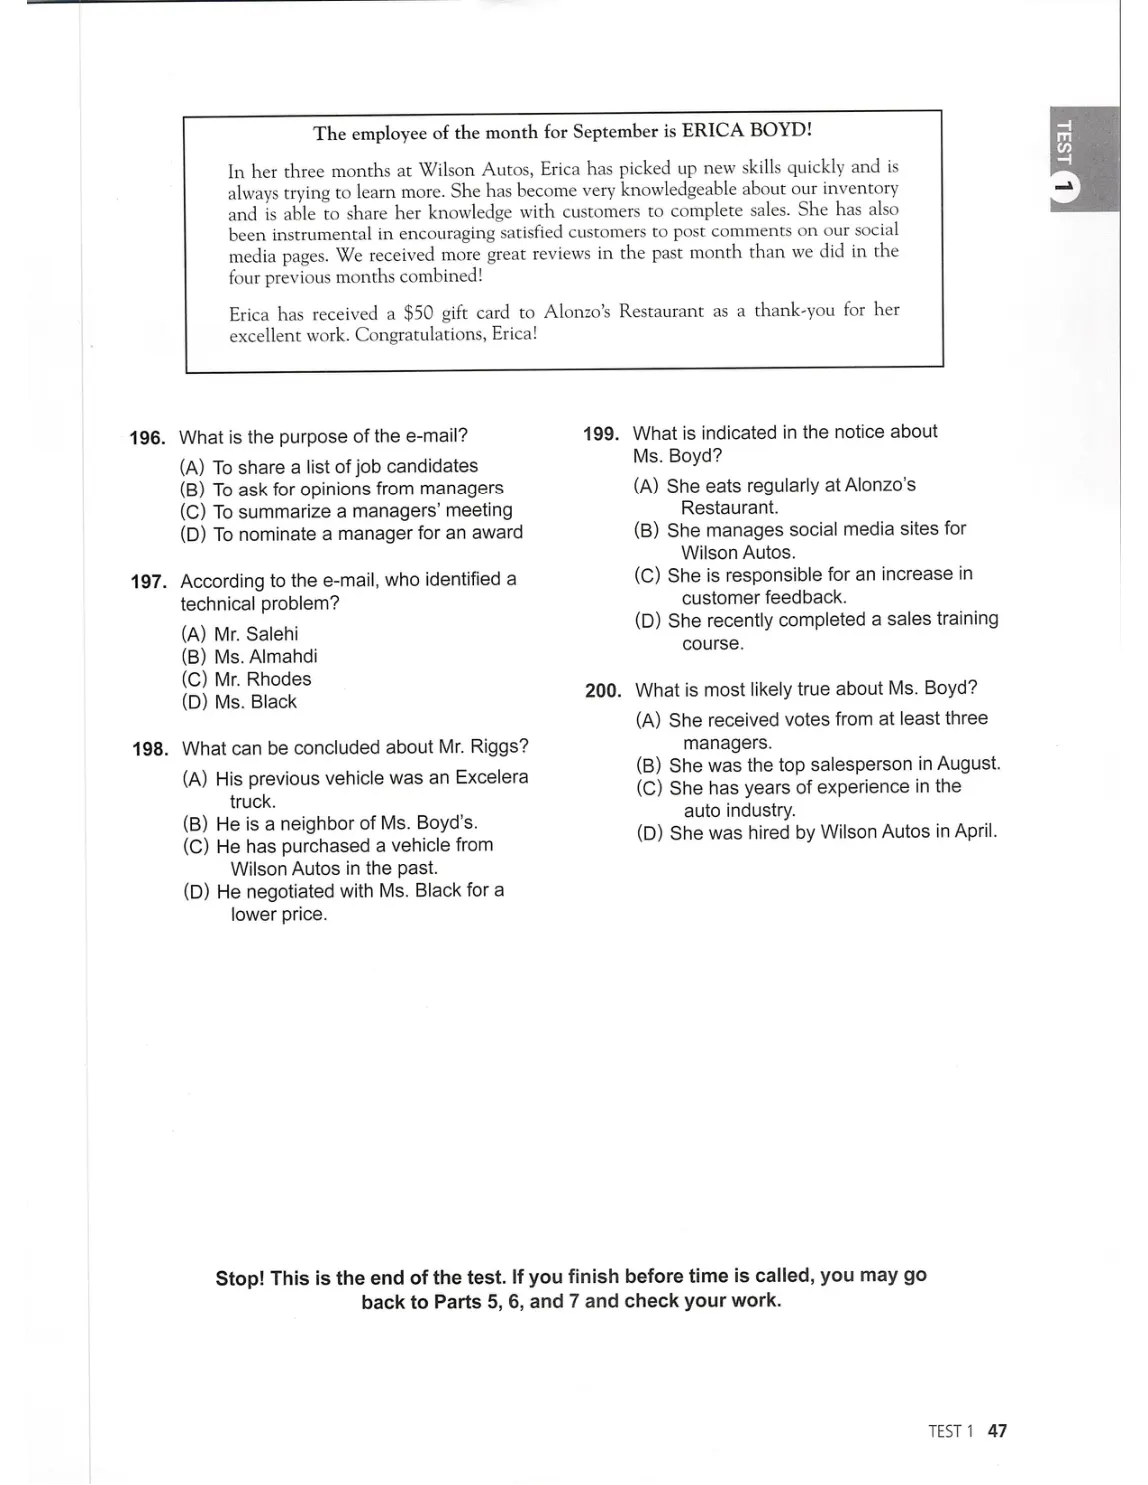 The employee of the month for September is ERICA BOYD!
In her three months at Wilson Autos, Erica has picked up new skills quickly and is
always trying to learn more. She has become very knowledgeable about our inventory
and is able to share her knowledge with customers to complete sales. She has also
been instrumental in encouraging satisfied customers to post comments on our social
media pages. We received more great reviews in the past month than we did in the
four previous months combined!
Erica has received a $50 gift card to Alonzo's Restaurant as a thank-you for her
excellent work. Congratulations, Erica!
TEST 1
196. What is the purpose of the e-mail?
(A) To share a list of job candidates
(B) To ask for opinions from managers
(C) To summarize a managers' meeting
(D) To nominate a manager for an award
197. According to the e-mail, who identified a
technical problem?
(A) Mr. Salehi
(B) Ms. Almahdi
(C) Mr. Rhodes
(D) Ms. Black
198. What can be concluded about Mr. Riggs?
(A) His previous vehicle was an Excelera
truck.
(B) He is a neighbor of Ms. Boyd's.
(C) He has purchased a vehicle from
Wilson Autos in the past.
(D) He negotiated with Ms. Black for a
lower price.
199. What is indicated in the notice about
Ms. Boyd?
(A) She eats regularly at Alonzo's
Restaurant.
(B) She manages social media sites for
Wilson Autos.
(C) She is responsible for an increase in
customer feedback.
(D) She recently completed a sales training
course.
200. What is most likely true about Ms. Boyd?
(A) She received votes from at least three
managers.
(B) She was the top salesperson in August.
(C) She has years of experience in the
auto industry.
(D) She was hired by Wilson Autos in April.
Stop! This is the end of the test. If you finish before time is called, you may go
back to Parts 5, 6, and 7 and check your work.
TEST 1 47